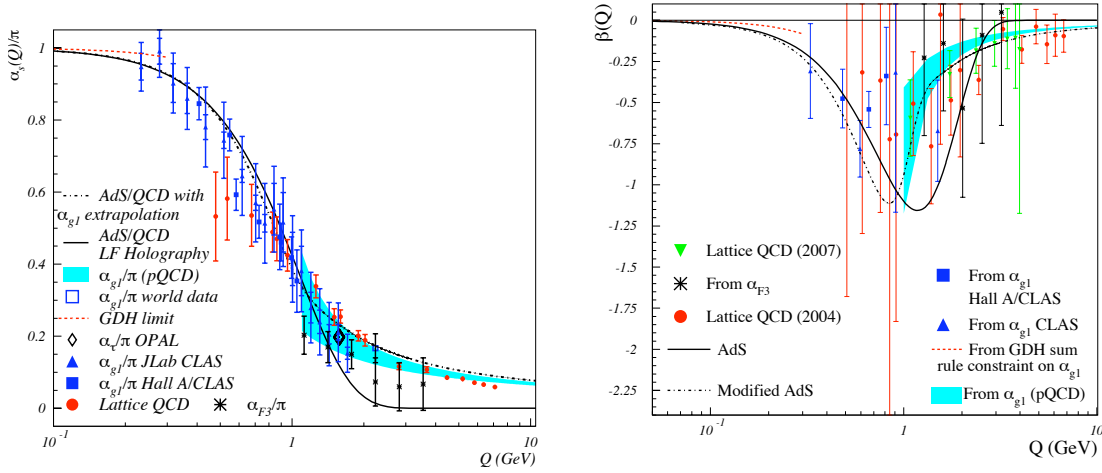 α_s(Q)/π
1
0.8
0.6
0.4
0.2
0
AdS/QCD with
α_g1 extrapolation
AdS/QCD
LF Holography
α_g1/π (pQCD)
α_g1/π world data
GDH limit
α_τ/π OPAL
α_g1/π JLab CLAS
α_g1/π Hall A/CLAS
Lattice QCD
α_F3/π
10^-1
1
10
Q (GeV)
β(Q)
0
-0.25
-0.5
-0.75
-1
-1.25
-1.5
-1.75
-2
-2.25
Lattice QCD (2007)
From α_F3
Lattice QCD (2004)
AdS
Modified AdS
From α_g1
Hall A/CLAS
From α_g1 CLAS
From GDH sum
rule constraint on α_g1
From α_g1 (pQCD)
10^-1
1
10
Q (GeV)